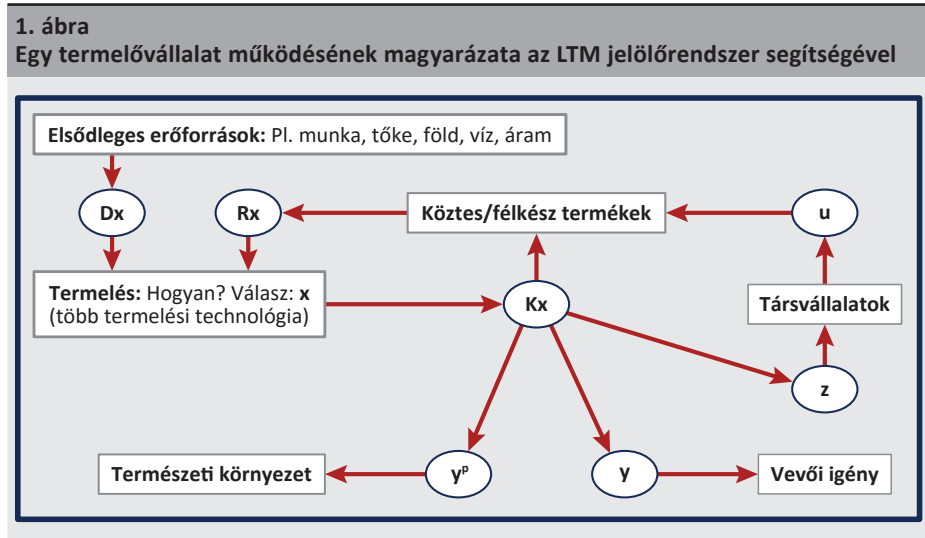 1. ábra
Egy termelővállalat működésének magyarázata az LTM jelölőrendszer segítségével
Elsődleges erőforrások: Pl. munka, tőke, föld, víz, áram
Dx
Rx
Köztes/félkész termékek
u
Termelés: Hogyan? Válasz: x
(több termelési technológia)
Kx
Társvállalatok
z
Természeti környezet
yᵖ
y
Vevői igény